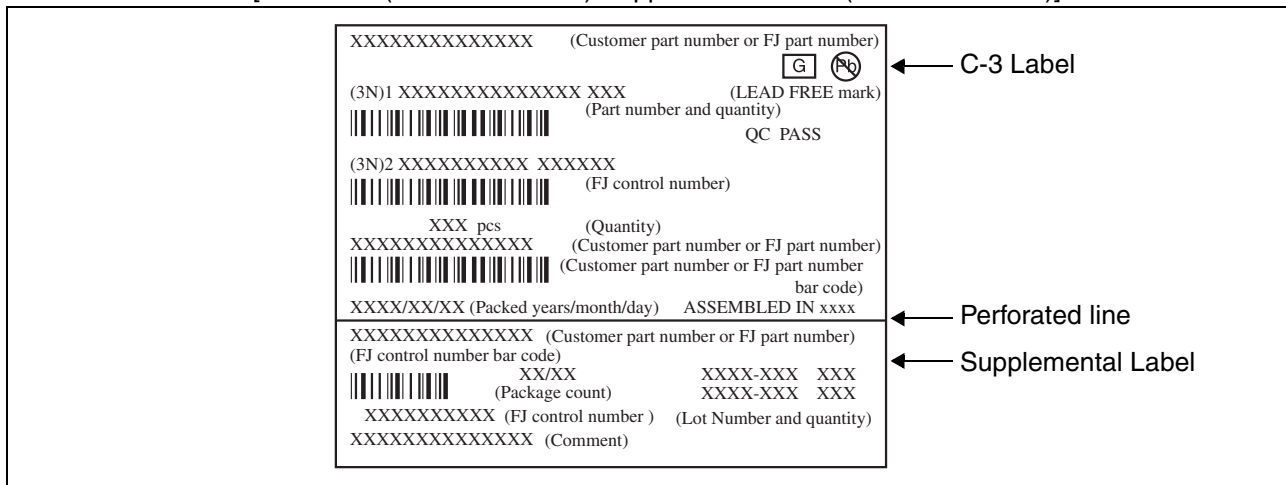 XXXXXXXXXXXXXX (Customer part number or FJ part number)
G Pb
C-3 Label
(3N)1 XXXXXXXXXXXXXX XXX (LEAD FREE mark)
(Part number and quantity)
QC PASS
(3N)2 XXXXXXXXXX XXXXXX
(FJ control number)
XXX pcs (Quantity)
XXXXXXXXXXXXXX (Customer part number or FJ part number)
(Customer part number or FJ part number
bar code)
XXXX/XX/XX (Packed years/month/day) ASSEMBLED IN xxxx
Perforated line
XXXXXXXXXXXXXX (Customer part number or FJ part number)
(FJ control number bar code)
Supplemental Label
XX/XX XXXX-XXX XXX
(Package count) XXXX-XXX XXX
XXXXXXXXXX (FJ control number ) (Lot Number and quantity)
XXXXXXXXXXXXXX (Comment)